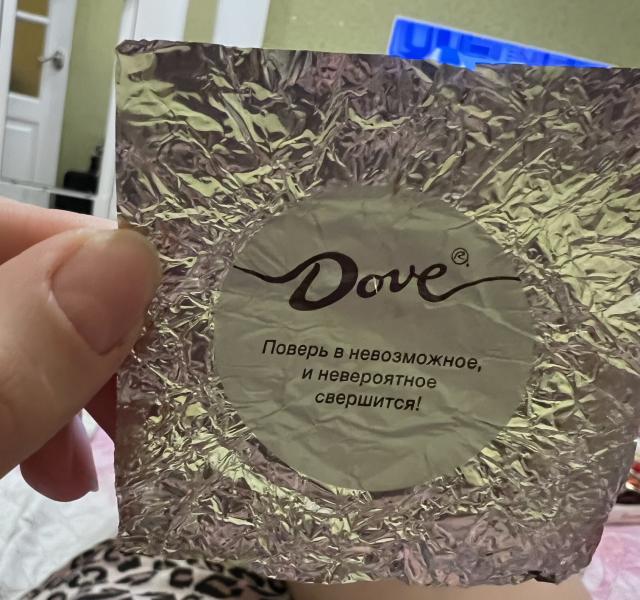 Dove®
Поверь в невозможное,
и невероятное
свершится!